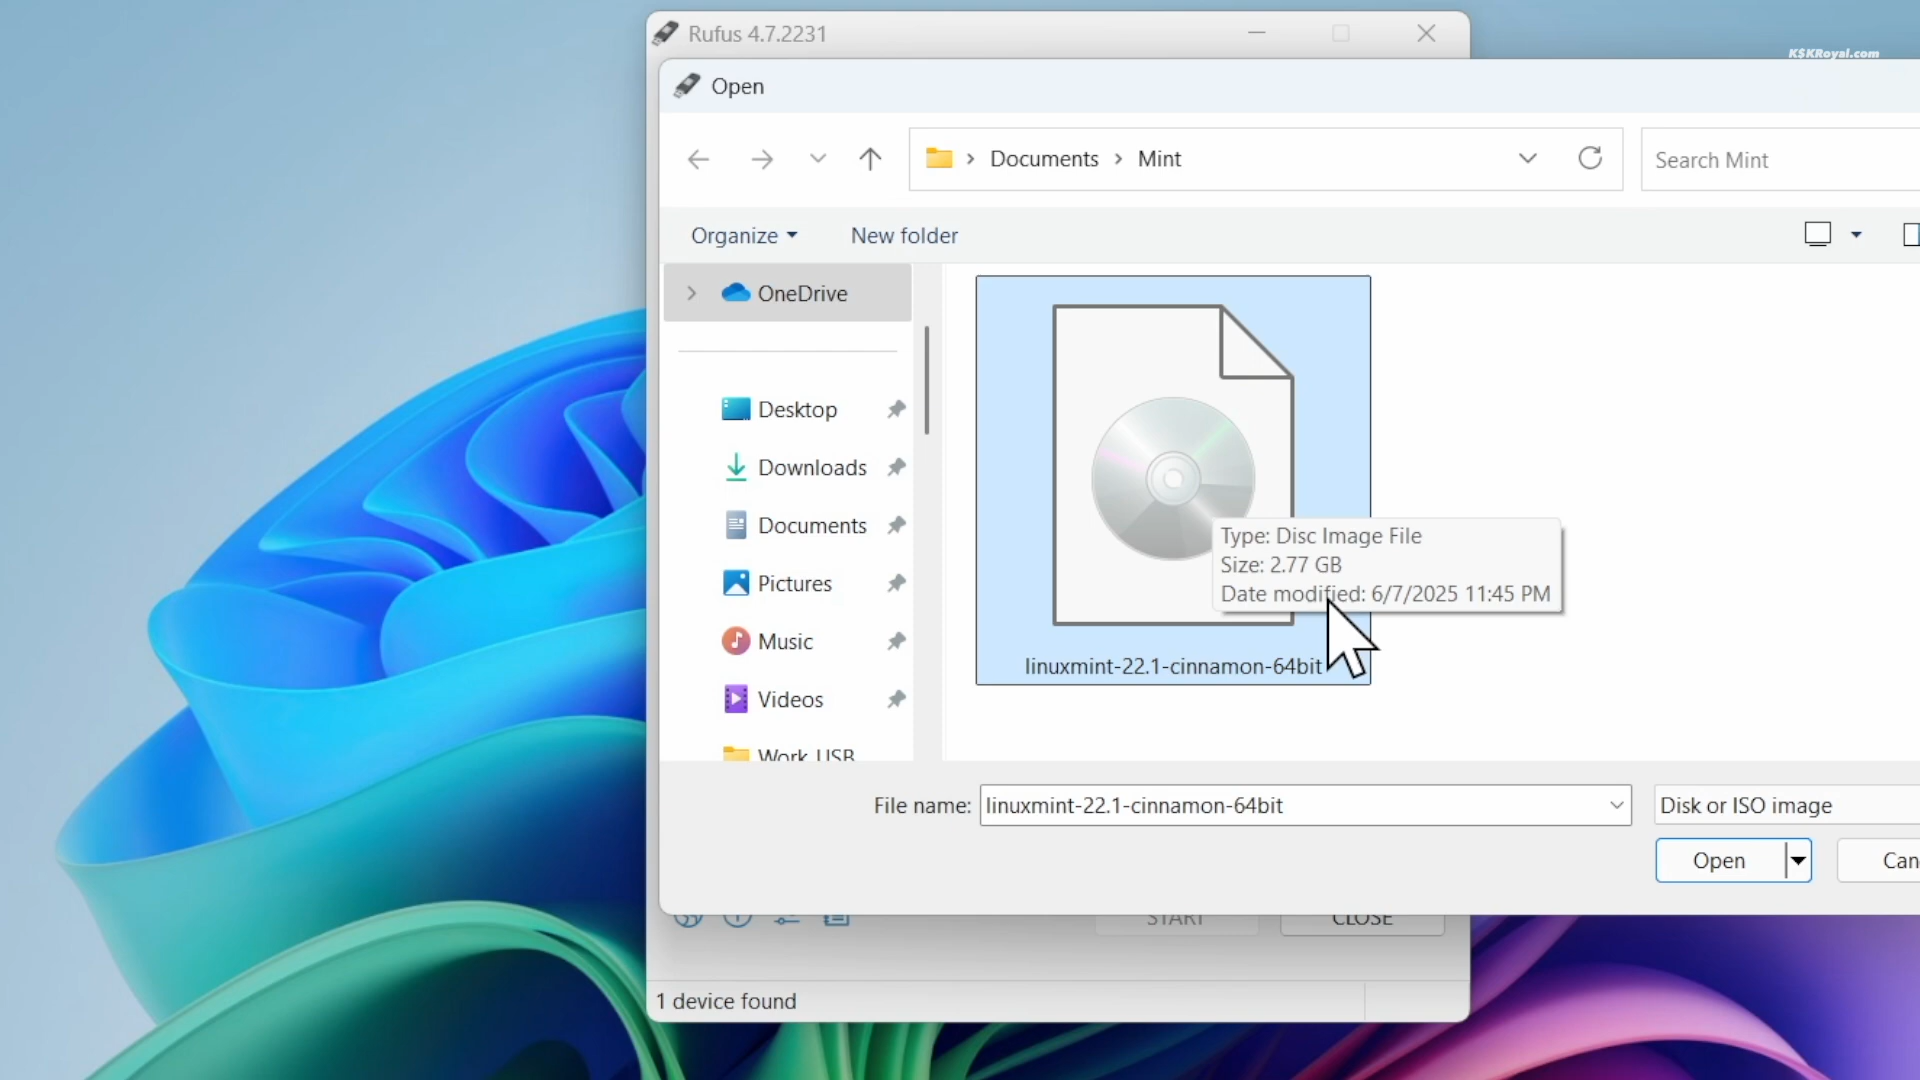 Rufus 4.7.2231
K$KRoyal.com
Open
Documents
Mint
Search Mint
Organize
New folder
OneDrive
Desktop
Downloads
Documents
Pictures
Music
Videos
Work USB
Type: Disc Image File
Size: 2.77 GB
Date modified: 6/7/2025 11:45 PM
linuxmint-22.1-cinnamon-64bit
File name: linuxmint-22.1-cinnamon-64bit
Disk or ISO image
Open
Can
START
CLOSE
1 device found